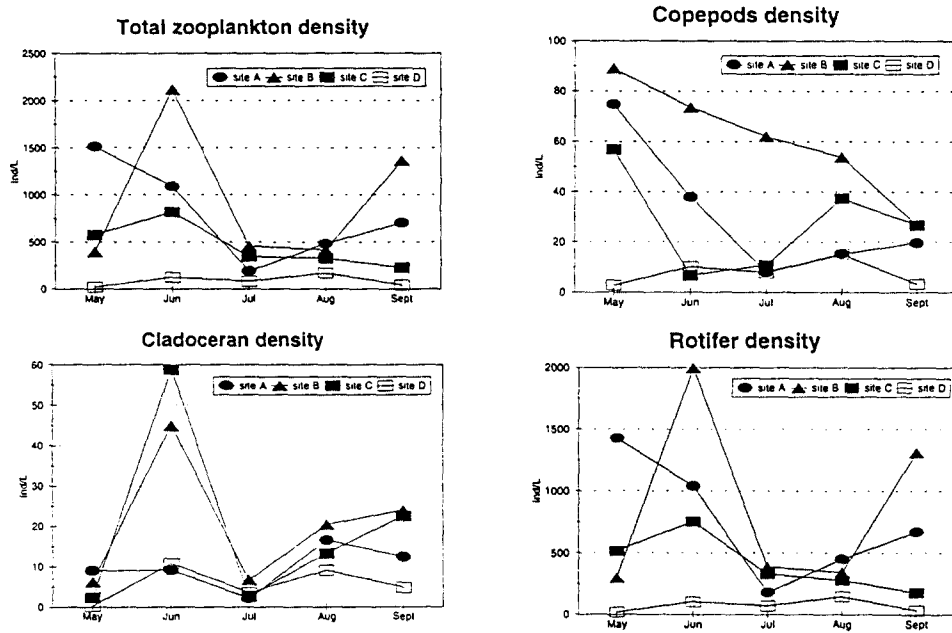 Total zooplankton density
2500
2000
1500
1000
500
0
ind/L
site A site B site C site D
May Jun Jul Aug Sept
Copepods density
100
80
60
40
20
0
ind/L
site A site B site C site D
May Jun Jul Aug Sept
Cladoceran density
60
50
40
30
20
10
0
ind/L
site A site B site C site D
May Jun Jul Aug Sept
Rotifer density
2000
1500
1000
500
0
ind/L
site A site B site C site D
May Jun Jul Aug Sept